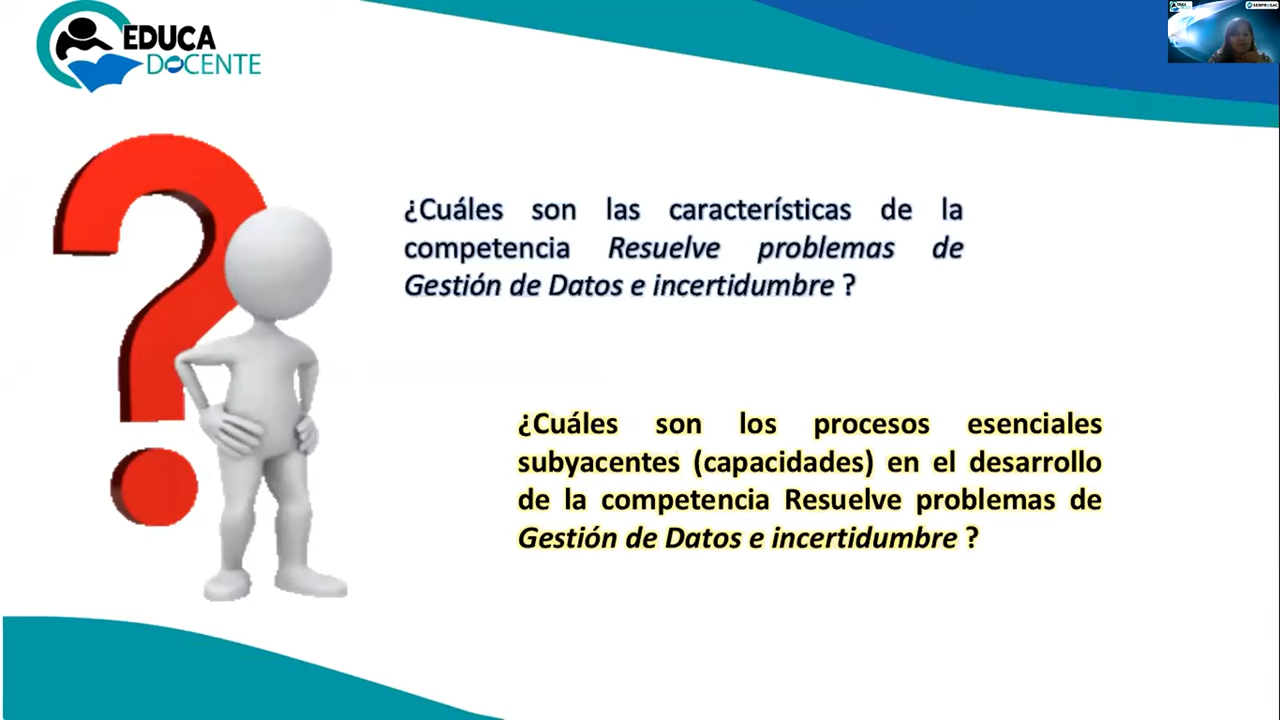 EDUCA
DOCENTE
¿Cuáles son las características de la
competencia Resuelve problemas de
Gestión de Datos e incertidumbre ?
¿Cuáles son los procesos esenciales
subyacentes (capacidades) en el desarrollo
de la competencia Resuelve problemas de
Gestión de Datos e incertidumbre ?